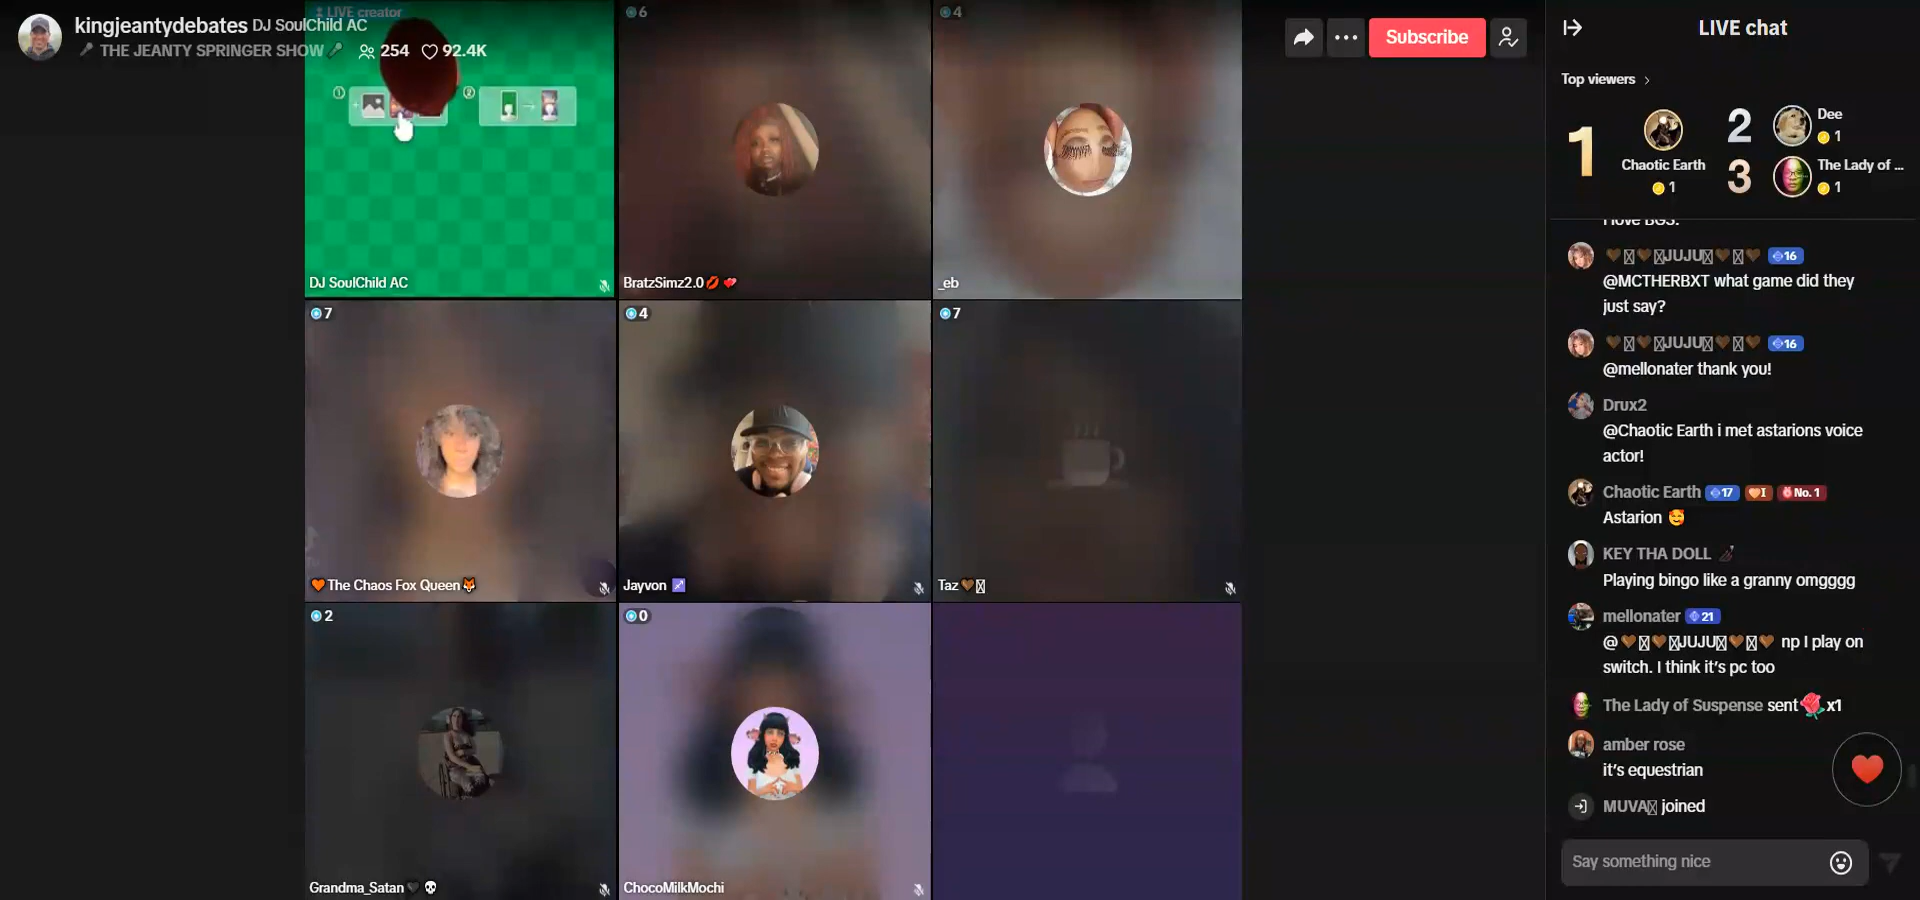 kingjeantydebates DJ SoulChild AC
THE JEANTY SPRINGER SHOW 254 92.4K
LIVE creator
6
4
Subscribe
DJ SoulChild AC
BratzSimz2.0💋💕
_eb
7
4
7
🧡The Chaos Fox Queen🦊
Jayvon ♐
Taz🤎
2
0
Grandma_Satan🖤💀
ChocoMilkMochi
LIVE chat
Top viewers >
1
Chaotic Earth
1
2
Dee
1
3
The Lady of ...
1
I love BGS.
🤎🤎JUJU🤎🤎 16
@MCTHERBXT what game did they
just say?
🤎🤎JUJU🤎🤎 16
@mellonater thank you!
Drux2
@Chaotic Earth i met astarions voice
actor!
Chaotic Earth 17 I No. 1
Astarion 🥰
KEY THA DOLL 💅🏿
Playing bingo like a granny omgggg
mellonater 21
@🤎🤎JUJU🤎🤎 np I play on
switch. I think it's pc too
The Lady of Suspense sent🌹x1
amber rose
it's equestrian
MUVA joined
Say something nice